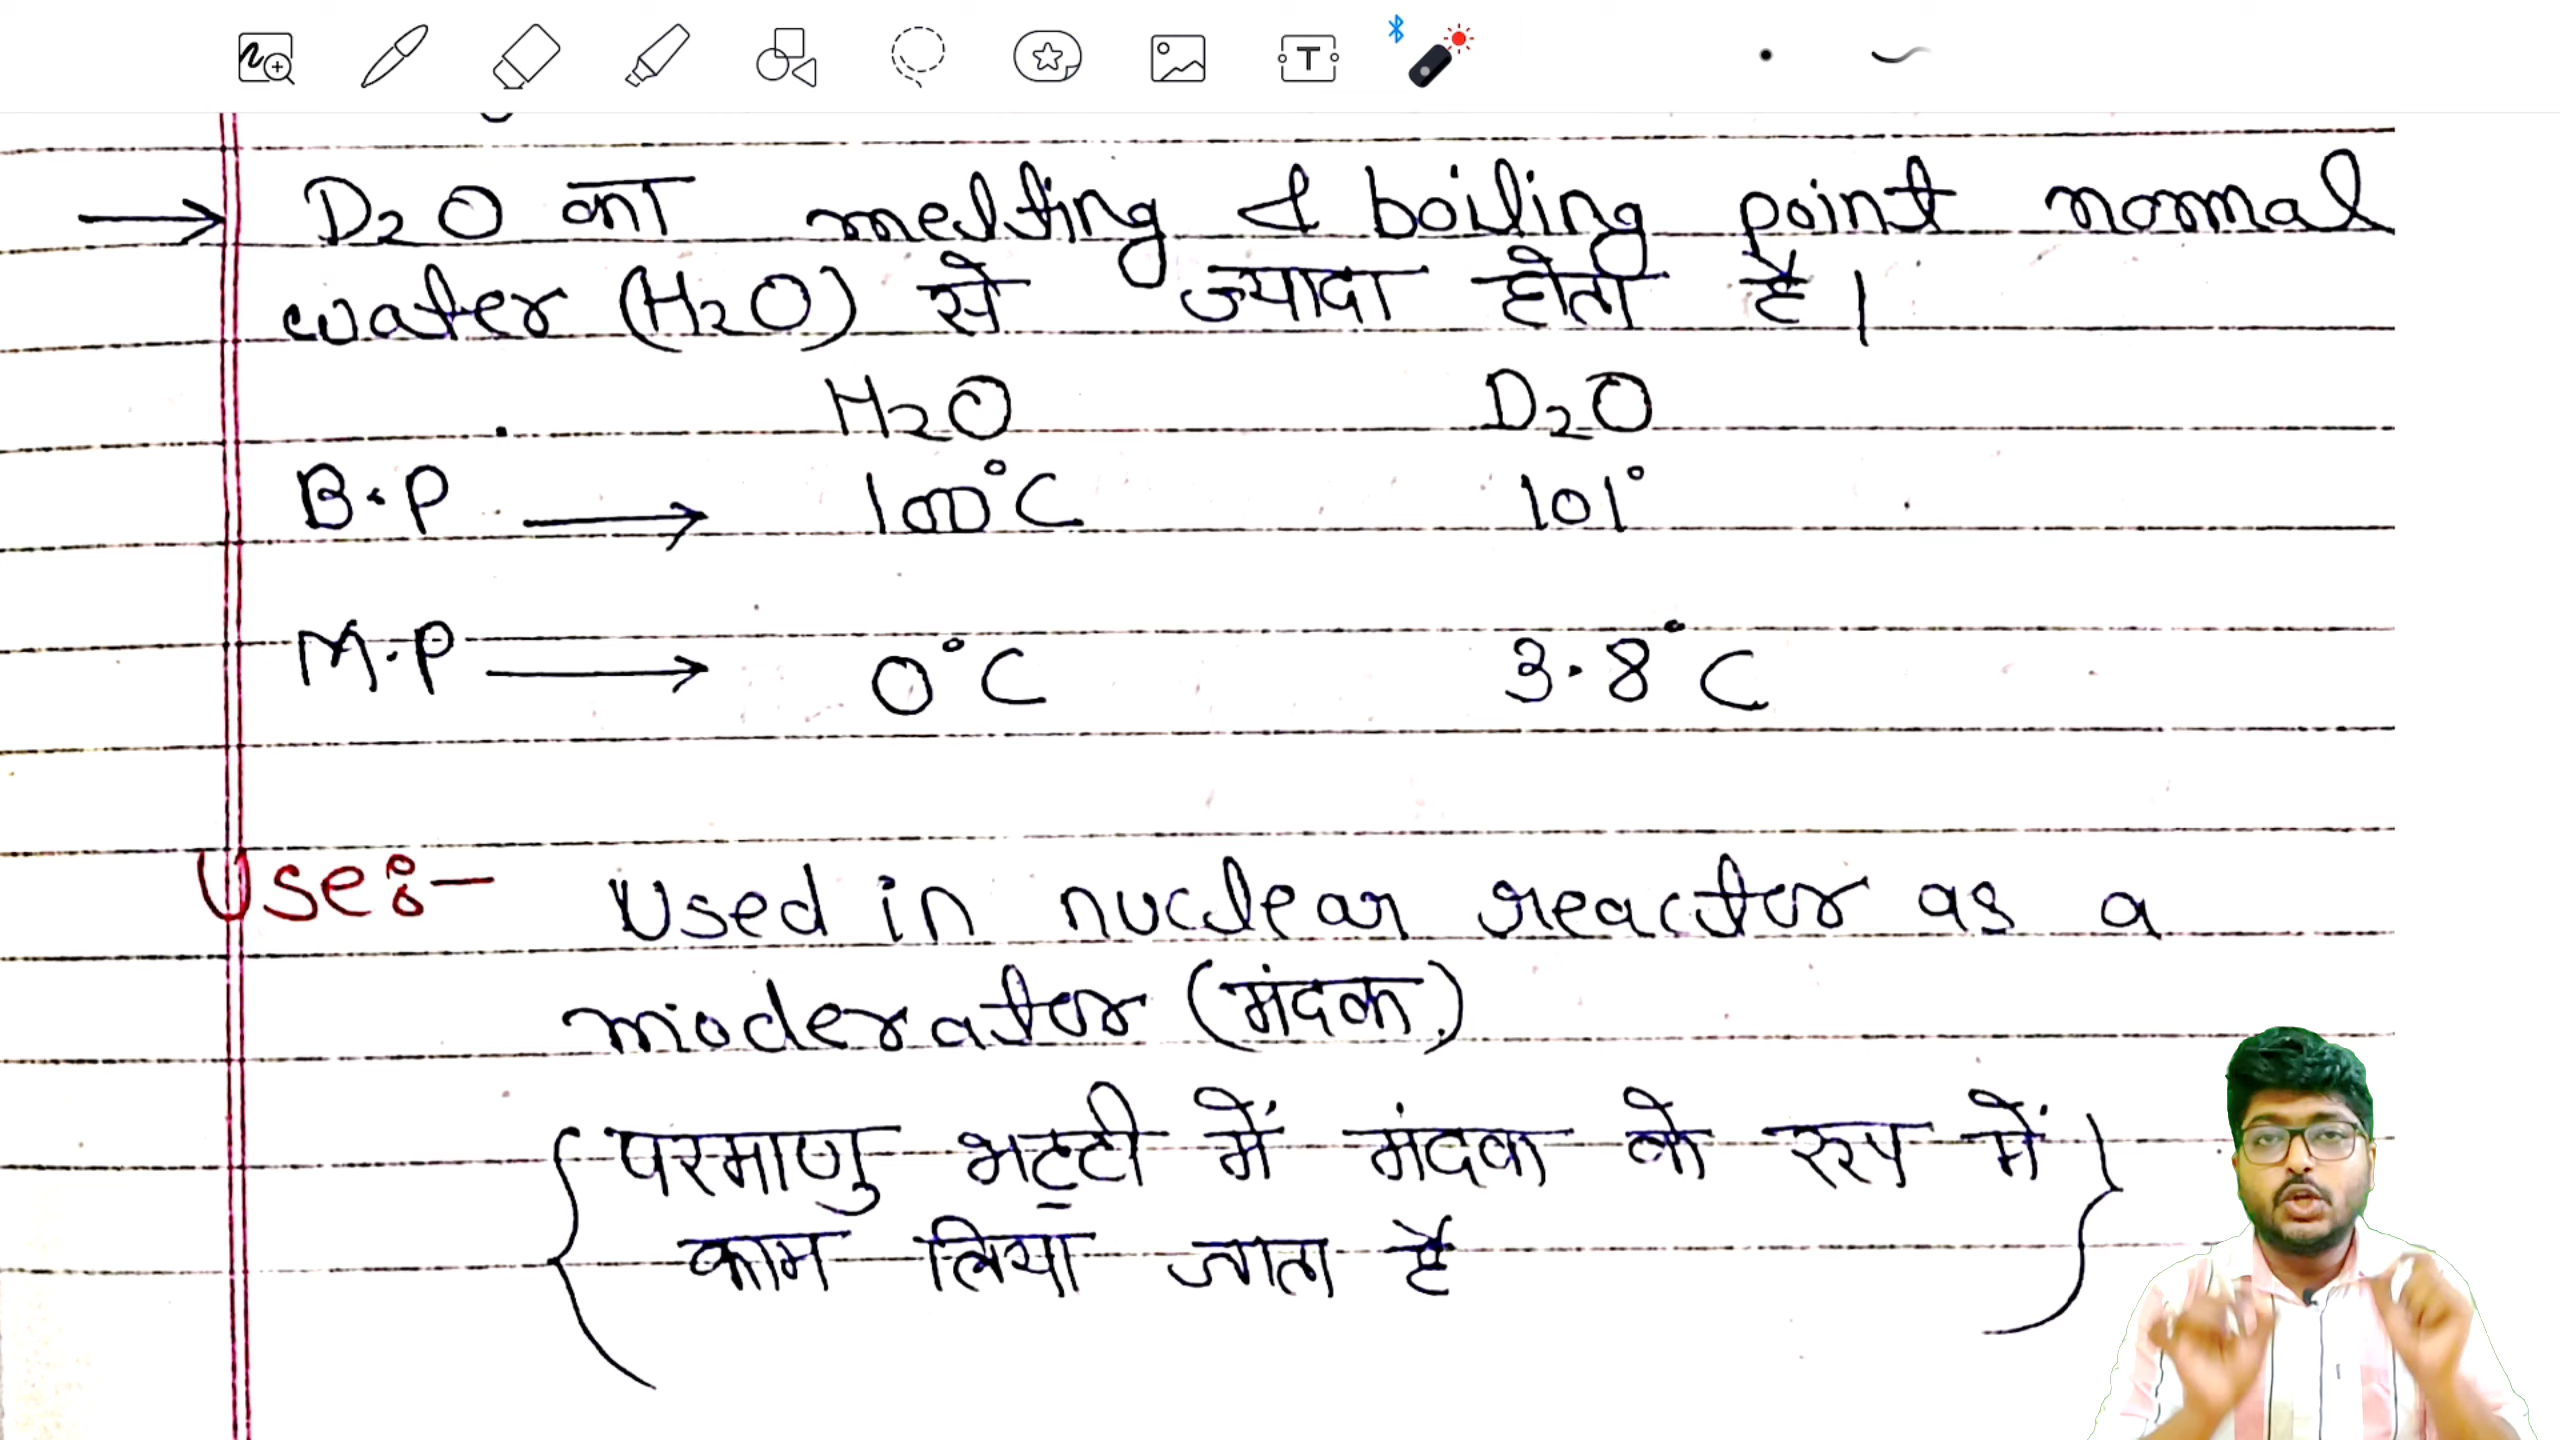 D₂O का melting & boiling point normal
water (H₂O) से ज्यादा होता है।
H₂O D₂O
B.P → 100°C 101°
M.P → 0°C 3.8°C
Use:- Used in nuclear reactor as a
moderator (मंदक)
{परमाणु भट्टी में मंदक के रूप में}
काम लिया जाता है